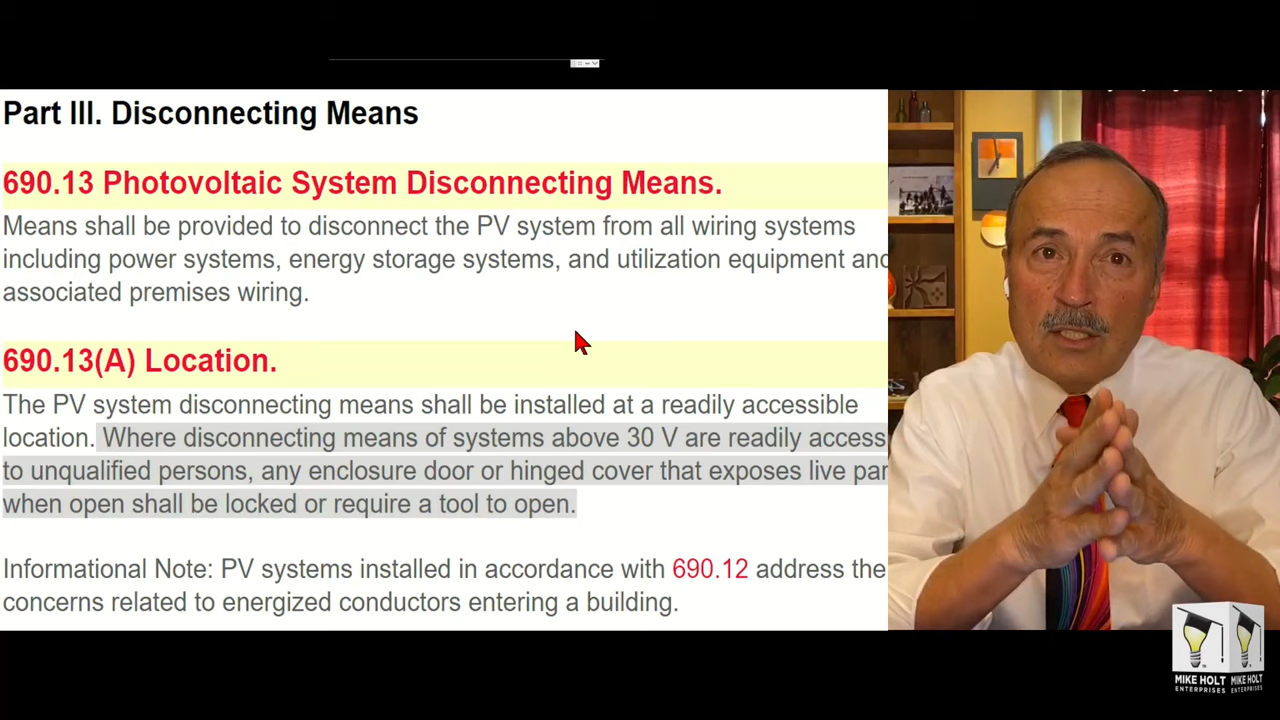 Part III. Disconnecting Means
690.13 Photovoltaic System Disconnecting Means.
Means shall be provided to disconnect the PV system from all wiring systems
including power systems, energy storage systems, and utilization equipment and
associated premises wiring.
690.13(A) Location.
The PV system disconnecting means shall be installed at a readily accessible
location. Where disconnecting means of systems above 30 V are readily access
to unqualified persons, any enclosure door or hinged cover that exposes live par
when open shall be locked or require a tool to open.
Informational Note: PV systems installed in accordance with 690.12 address the
concerns related to energized conductors entering a building.
MIKE HOLT
ENTERPRISES
MIKE HOLT
ENTERPRISES